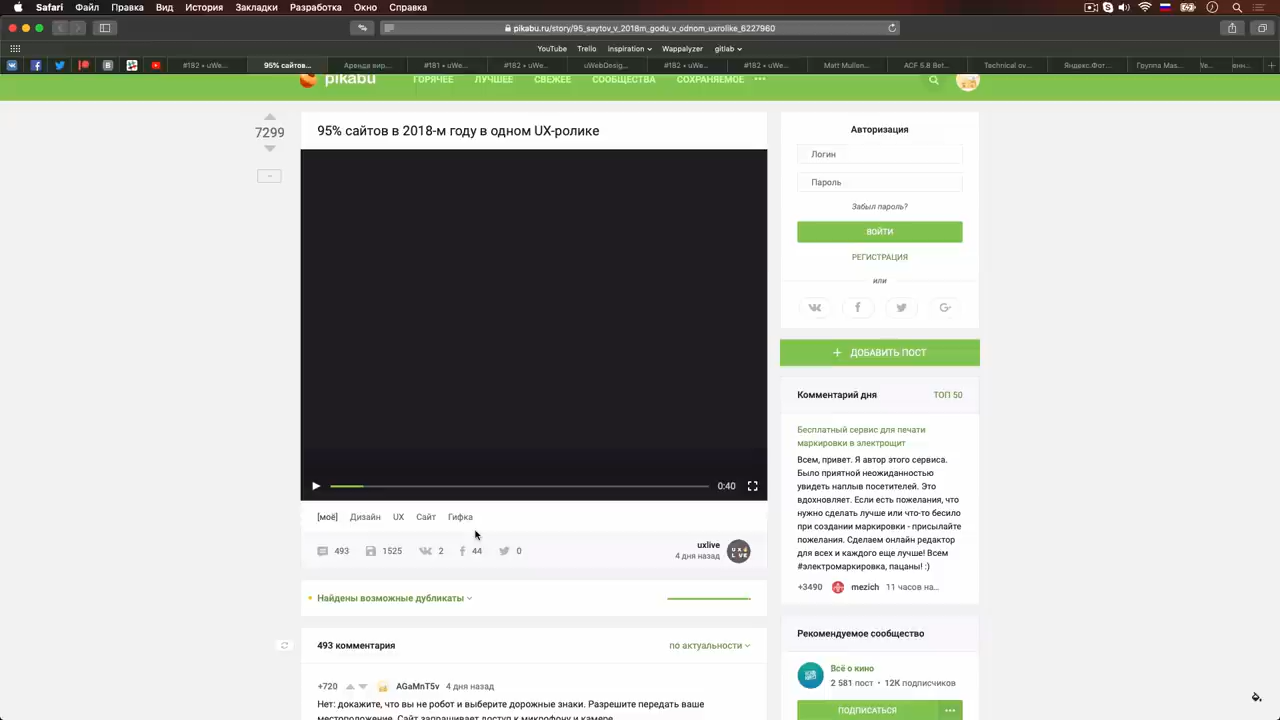 Safari Файл Правка Вид История Закладки Разработка Окно Справка
pikabu.ru/story/95_saytov_v_2018m_godu_v_odnom_uxrolike_6227960
YouTube Trello inspiration Wappalyzer gitlab
#182 • uWe... 95% сайтов... Аренда вир... #181 • uWe... #182 • uWe... uWebDesig... #182 • uWe... #182 • uWe... Matt Mullen... ACF 5.8 Bet... Technical ov... Яндекс.Фот... Группа Mas...
pikabu ГОРЯЧЕЕ ЛУЧШЕЕ СВЕЖЕЕ СООБЩЕСТВА СОХРАНЯЕМОЕ •••
7299
95% сайтов в 2018-м году в одном UX-ролике
0:40
[моё] Дизайн UX Сайт Гифка
493 1525 2 44 0
uxlive
4 дня назад
Найдены возможные дубликаты
493 комментария
по актуальности
+720 AGaMnT5v 4 дня назад
Нет: докажите, что вы не робот и выберите дорожные знаки. Разрешите передать ваше
местоположение. Сайт запрашивает доступ к микрофону и камере
Авторизация
Логин
Пароль
Забыл пароль?
ВОЙТИ
РЕГИСТРАЦИЯ
или
ДОБАВИТЬ ПОСТ
Комментарий дня ТОП 50
Бесплатный сервис для печати
маркировки в электрощит
Всем, привет. Я автор этого сервиса.
Было приятной неожиданностью
увидеть наплыв посетителей. Это
вдохновляет. Если есть пожелания, что
нужно сделать лучше или что-то бесило
при создании маркировки - присылайте
пожелания. Сделаем онлайн редактор
для всех и каждого еще лучше! Всем
#электромаркировка, пацаны! :)
+3490 mezich 11 часов на...
Рекомендуемое сообщество
Всё о кино
2 581 пост • 12K подписчиков
ПОДПИСАТЬСЯ •••